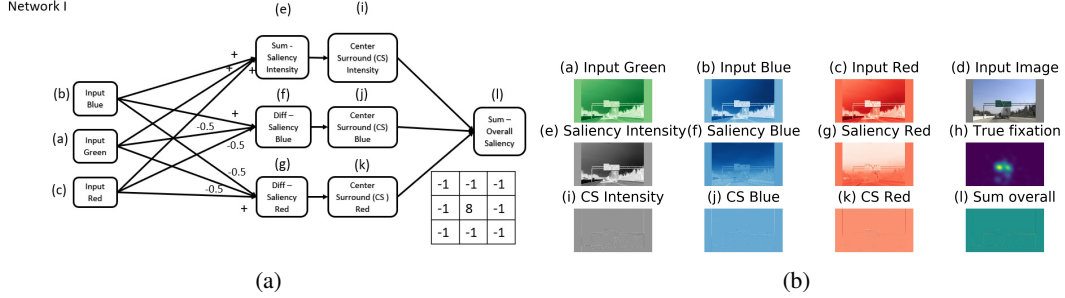 Network I
(e)
(i)
Sum -
Saliency
Intensity
Center
Surround (CS)
Intensity
+
+
+
(b)
Input
Blue
(f)
(j)
(l)
+
Diff –
Saliency
Blue
Center
Surround (CS)
Blue
Sum –
Overall
Saliency
(a)
Input
Green
-0.5
-0.5
(g)
(k)
-0.5
-0.5
+
(c)
Input
Red
Diff –
Saliency
Red
Center
Surround (CS )
Red
-1 -1 -1
-1 8 -1
-1 -1 -1
(a)
(a) Input Green (b) Input Blue (c) Input Red (d) Input Image
(e) Saliency Intensity (f) Saliency Blue (g) Saliency Red (h) True fixation
(i) CS Intensity (j) CS Blue (k) CS Red (l) Sum overall
(b)